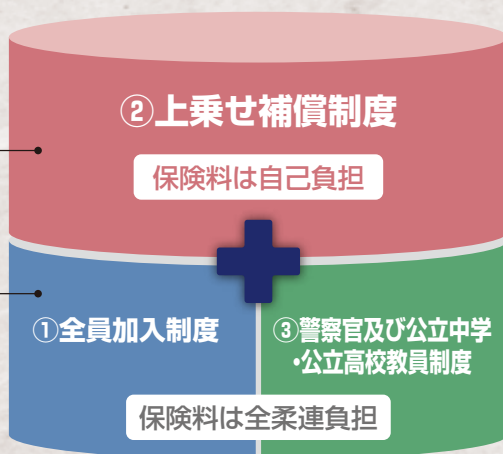 ②上乗せ補償制度
保険料は自己負担
①全員加入制度
③警察官及び公立中学
・公立高校教員制度
保険料は全柔連負担